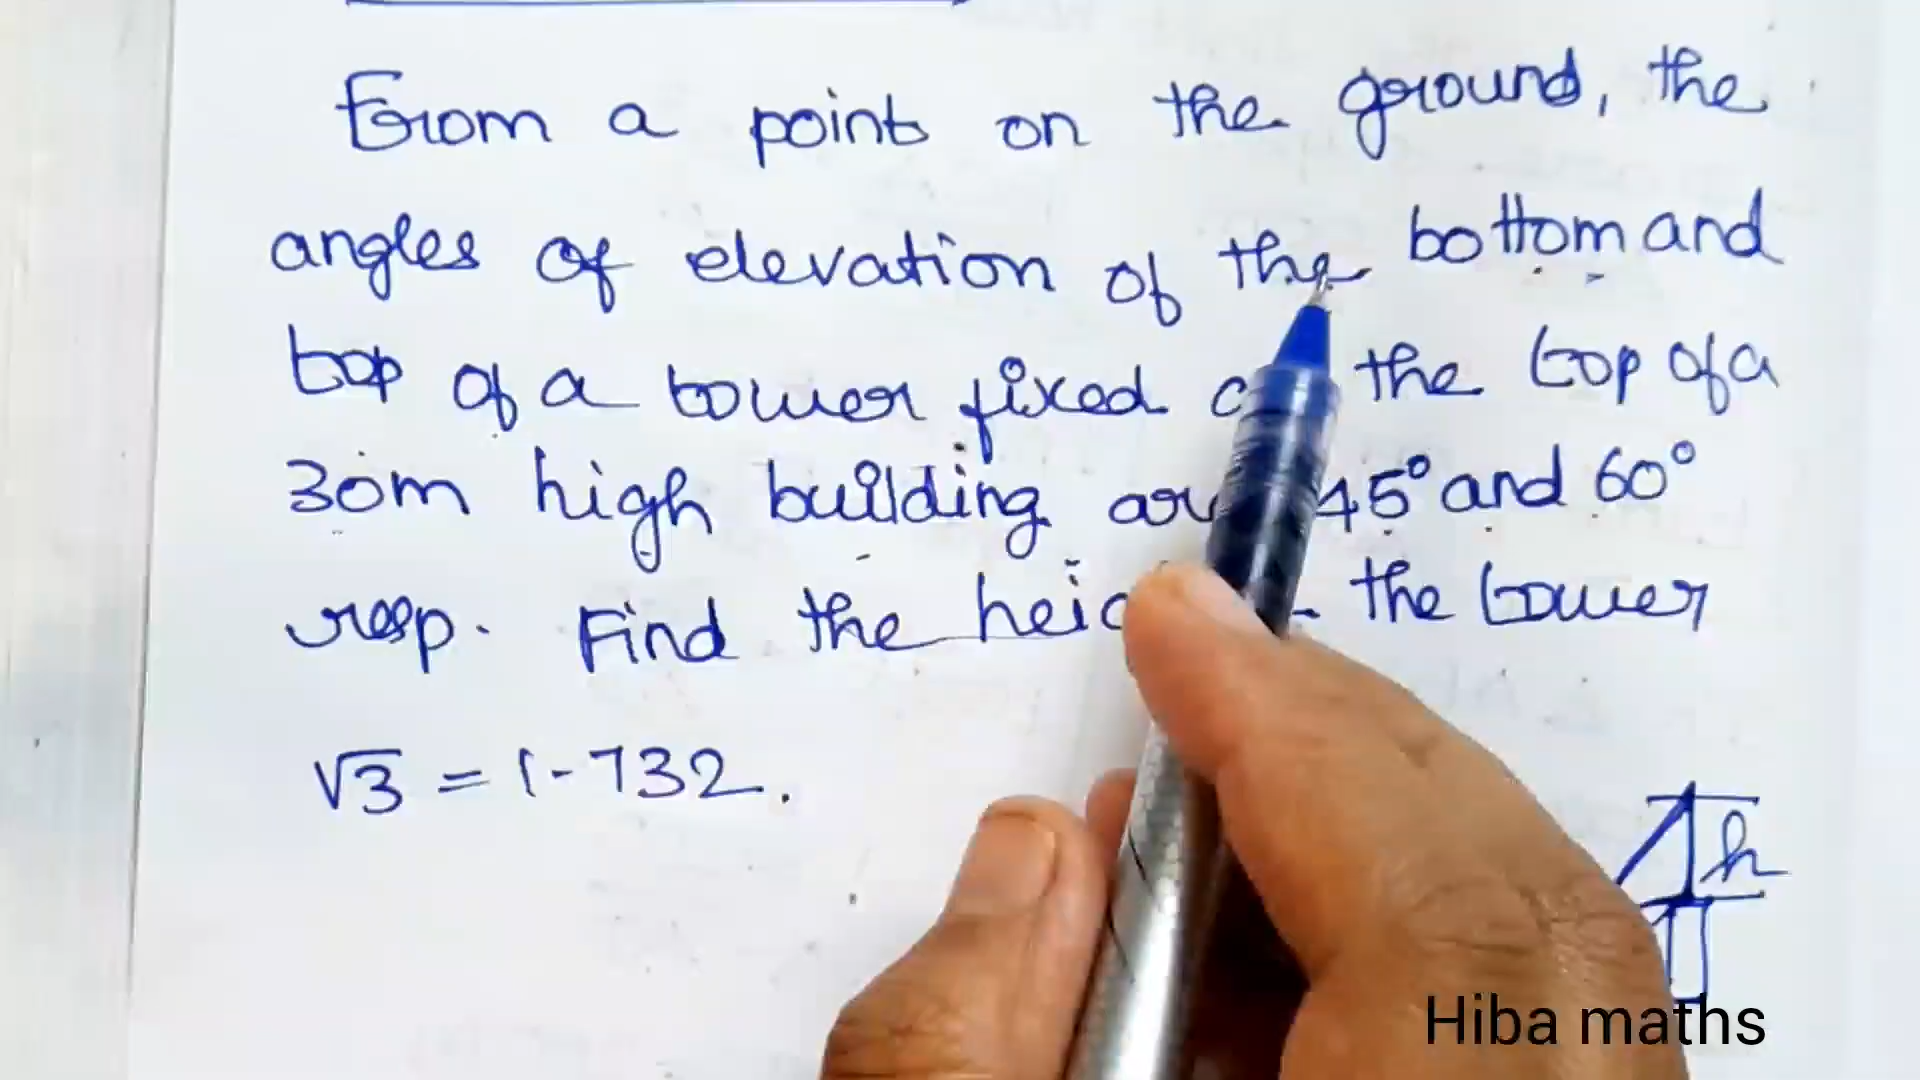 From a point on the ground, the
angles of elevation of the bottom and
top of a tower fixed the top of a
30m high building 45° and 60°
resp. Find the the tower
√3 = 1-732.
h
Hiba maths